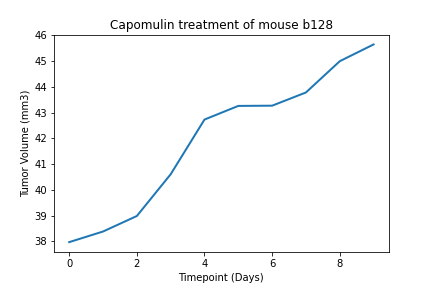 Capomulin treatment of mouse b128
Tumor Volume (mm3)
46
45
44
43
42
41
40
39
38
0 2 4 6 8
Timepoint (Days)